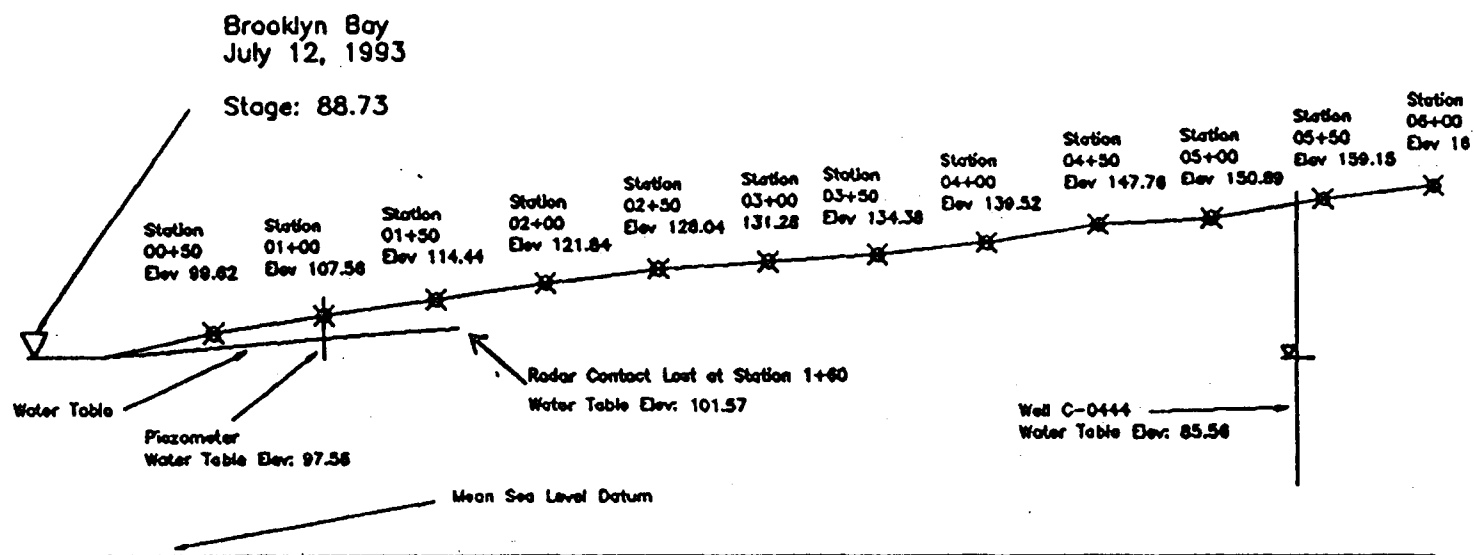 Brooklyn Bay
July 12, 1993
Stage: 88.73
Station
00+50
Elev 99.62
Station
01+00
Elev 107.56
Station
01+50
Elev 114.44
Station
02+00
Elev 121.84
Station
02+50
Elev 128.04
Station
03+00
131.28
Station
03+50
Elev 134.38
Station
04+00
Elev 139.52
Station
04+50
Elev 147.76
Station
05+00
Elev 150.89
Station
05+50
Elev 159.15
Station
06+00
Elev 16
Water Table
Piezometer
Water Table Elev: 97.56
Radar Contact Lost at Station 1+60
Water Table Elev: 101.57
Well C-0444
Water Table Elev: 85.56
Mean Sea Level Datum